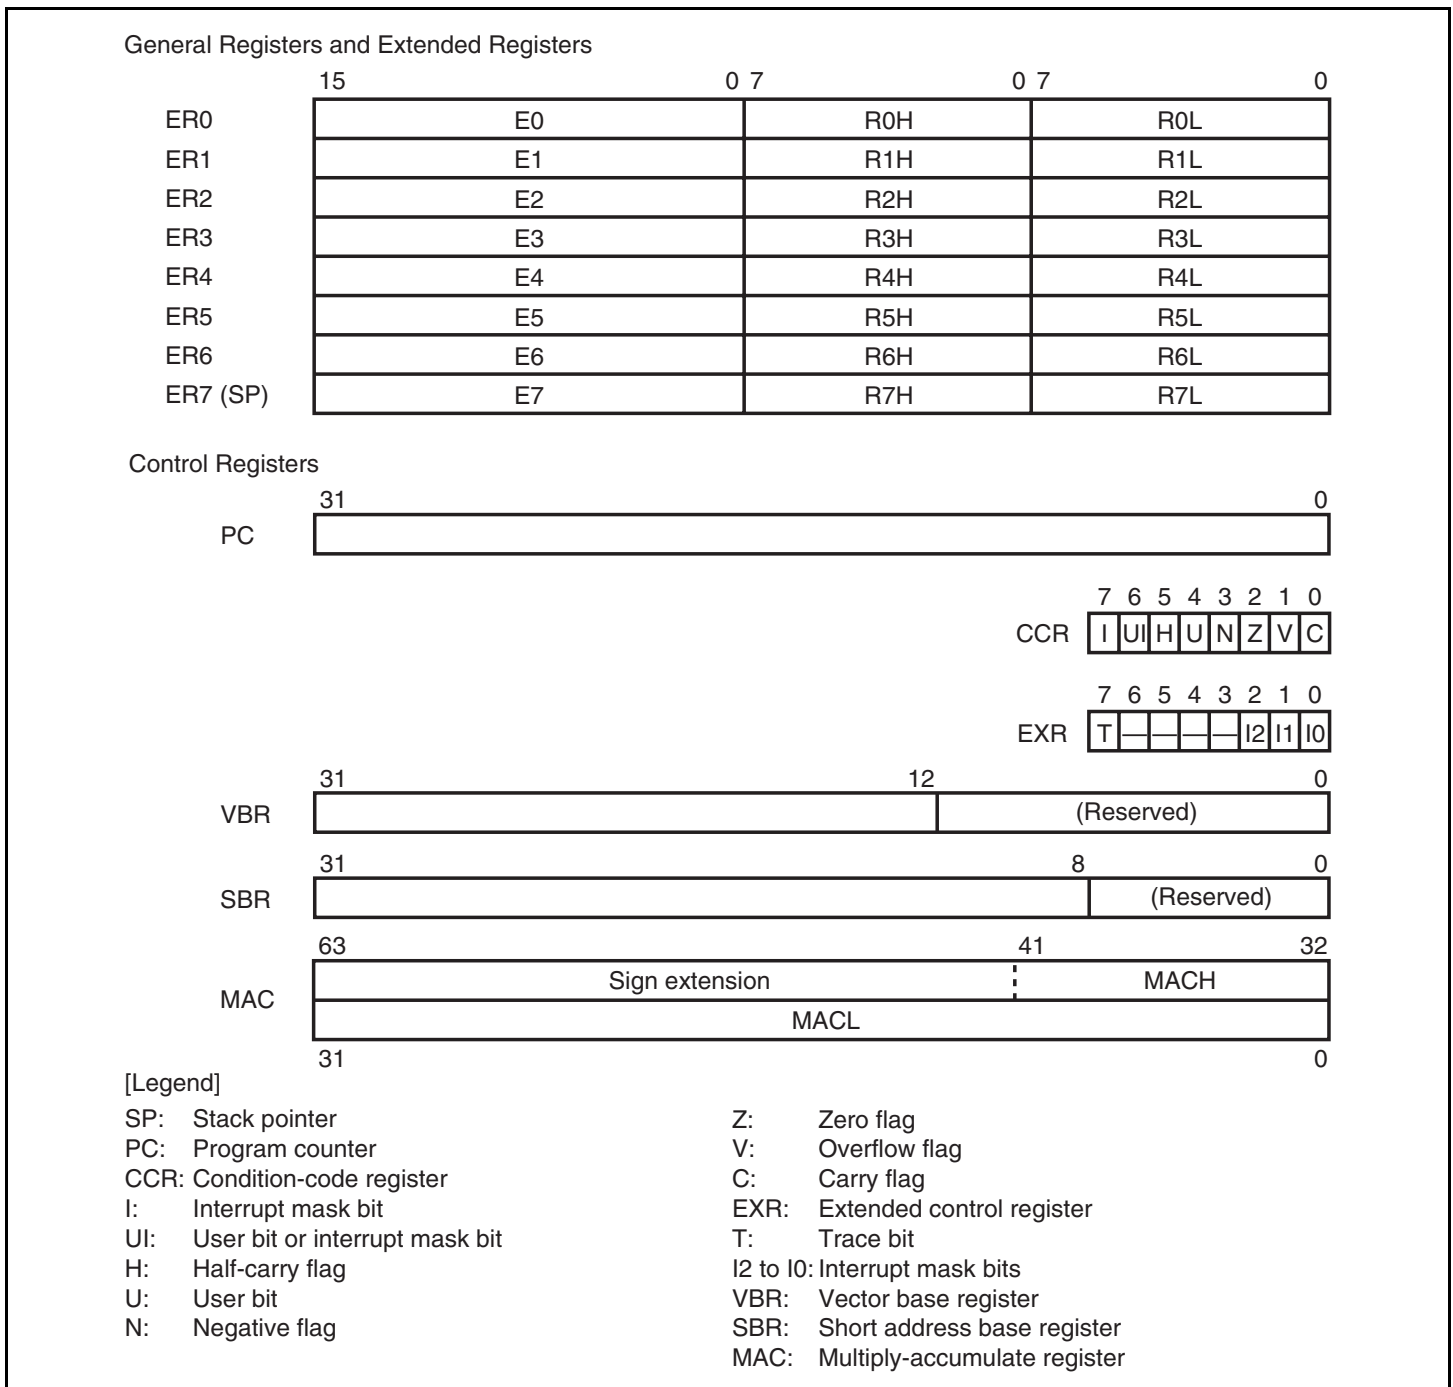 General Registers and Extended Registers
15 0 7 0 7 0
ER0 E0 R0H R0L
ER1 E1 R1H R1L
ER2 E2 R2H R2L
ER3 E3 R3H R3L
ER4 E4 R4H R4L
ER5 E5 R5H R5L
ER6 E6 R6H R6L
ER7 (SP) E7 R7H R7L
Control Registers
31 0
PC
7 6 5 4 3 2 1 0
CCR I UI H U N Z V C
7 6 5 4 3 2 1 0
EXR T — — — — I2 I1 I0
31 12 0
VBR (Reserved)
31 8 0
SBR (Reserved)
63 41 32
Sign extension MACH
MAC
MACL
31 0
[Legend]
SP: Stack pointer
PC: Program counter
CCR: Condition-code register
I: Interrupt mask bit
UI: User bit or interrupt mask bit
H: Half-carry flag
U: User bit
N: Negative flag
Z: Zero flag
V: Overflow flag
C: Carry flag
EXR: Extended control register
T: Trace bit
I2 to I0: Interrupt mask bits
VBR: Vector base register
SBR: Short address base register
MAC: Multiply-accumulate register